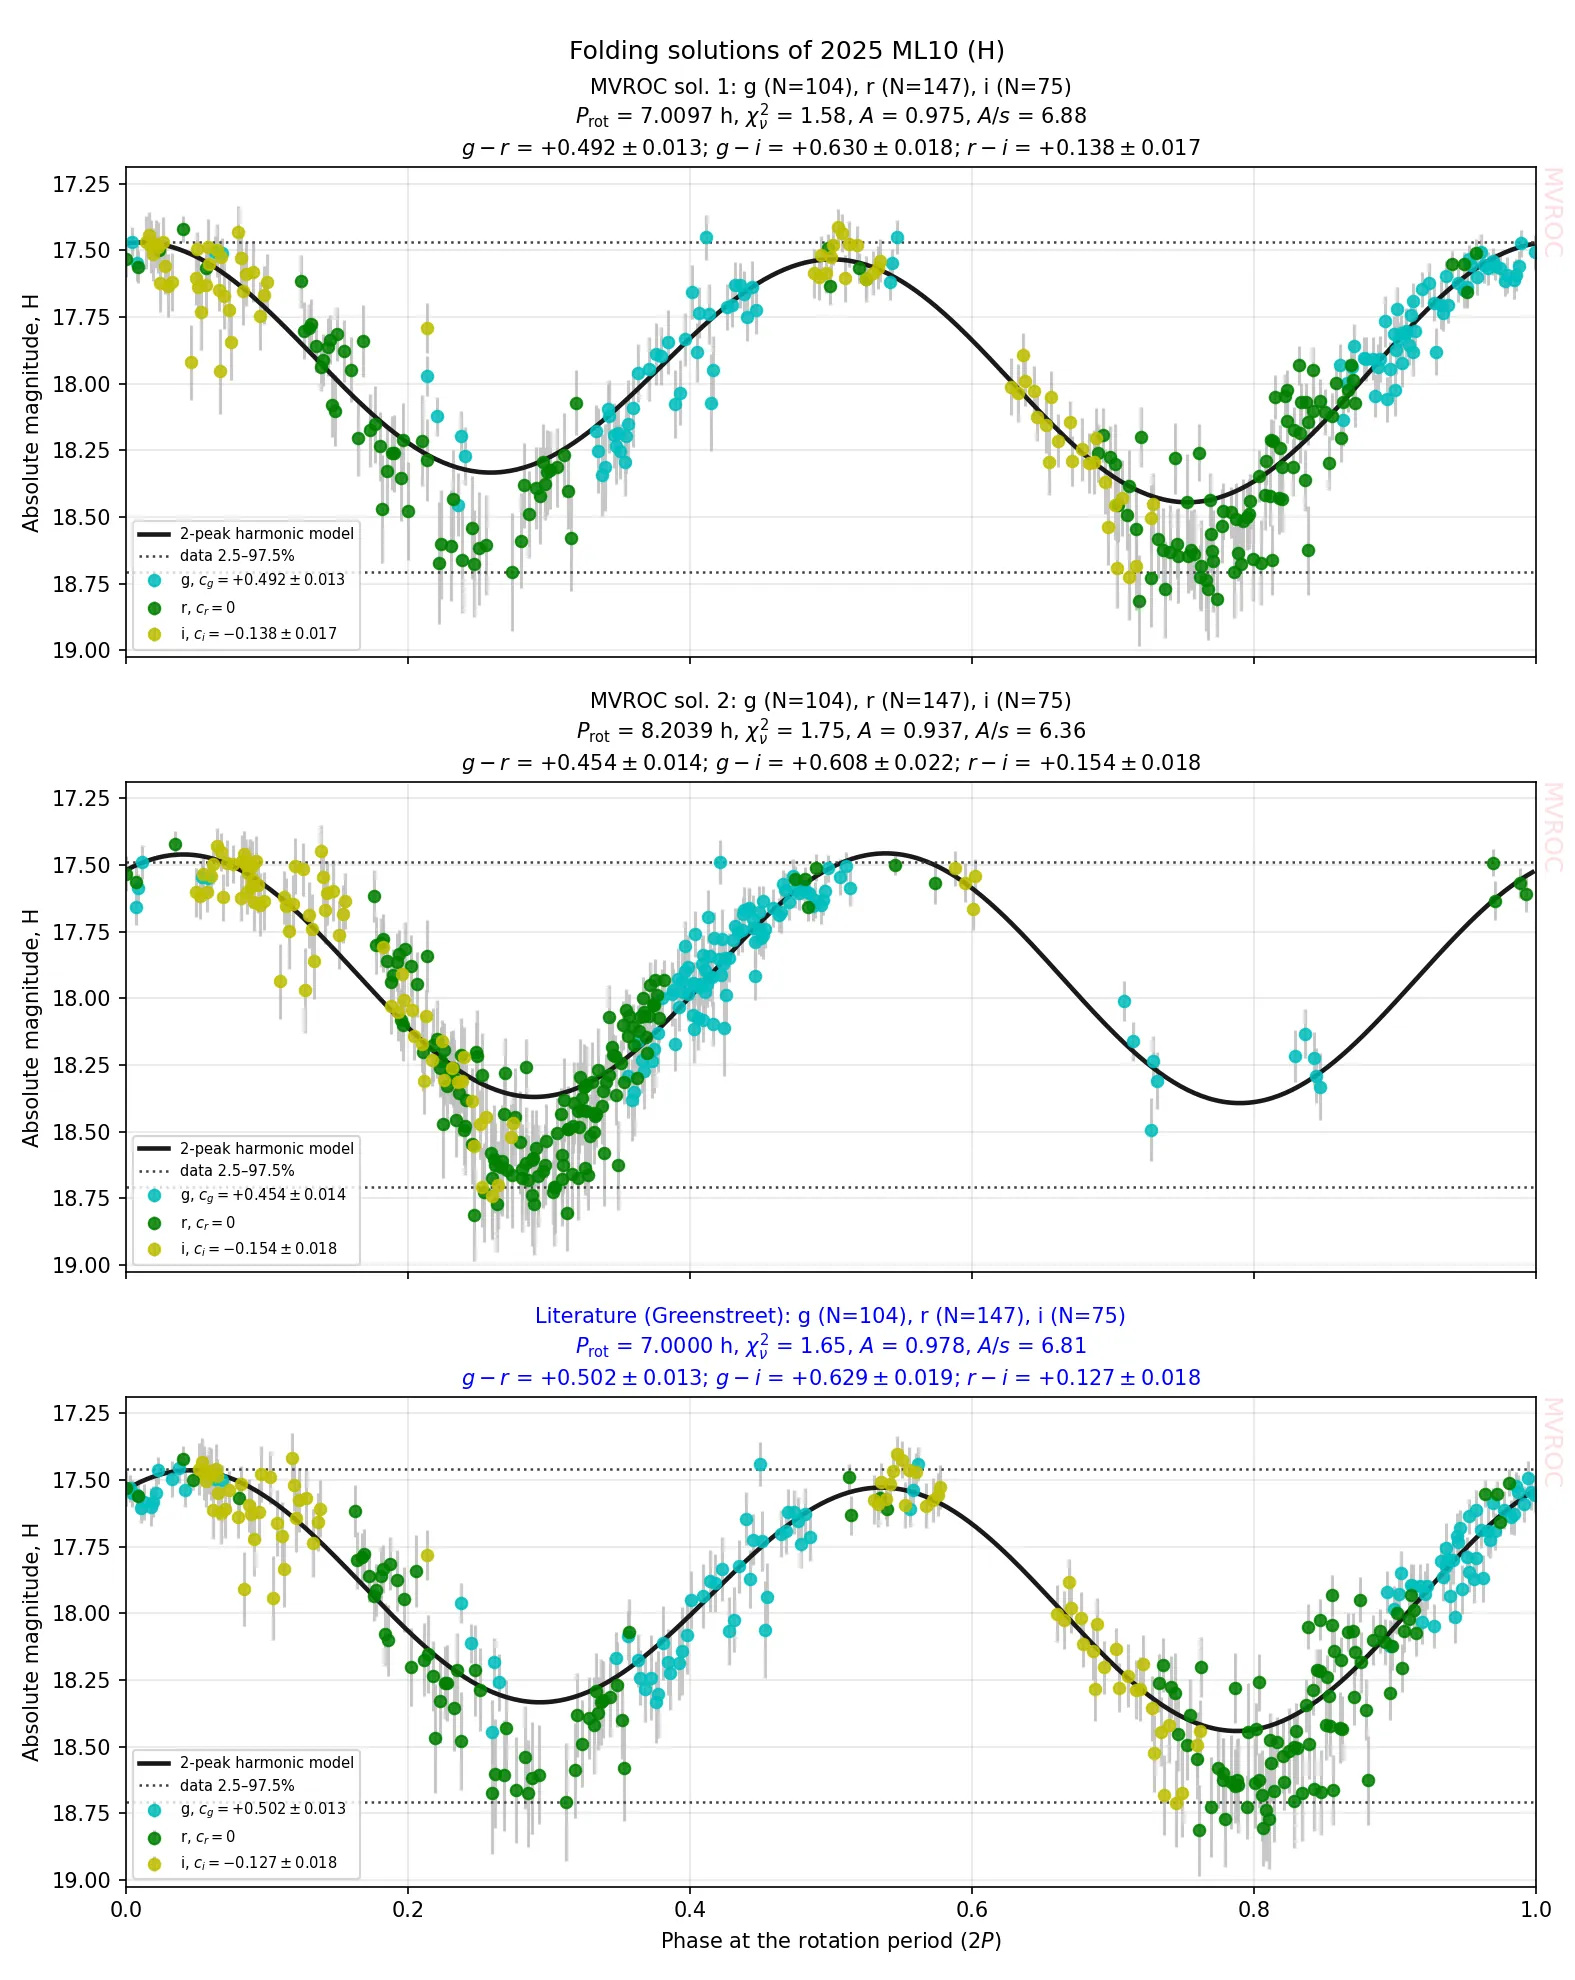 Folding solutions of 2025 ML10 (H)
MVROC sol. 1: g (N=104), r (N=147), i (N=75)
P_rot = 7.0097 h, χ²_ν = 1.58, A = 0.975, A/s = 6.88
g − r = +0.492 ± 0.013; g − i = +0.630 ± 0.018; r − i = +0.138 ± 0.017
MVROC
17.25
17.50
17.75
18.00
18.25
18.50
18.75
19.00
Absolute magnitude, H
2-peak harmonic model
data 2.5–97.5%
g, c_g = +0.492 ± 0.013
r, c_r = 0
i, c_i = −0.138 ± 0.017
MVROC sol. 2: g (N=104), r (N=147), i (N=75)
P_rot = 8.2039 h, χ²_ν = 1.75, A = 0.937, A/s = 6.36
g − r = +0.454 ± 0.014; g − i = +0.608 ± 0.022; r − i = +0.154 ± 0.018
MVROC
17.25
17.50
17.75
18.00
18.25
18.50
18.75
19.00
Absolute magnitude, H
2-peak harmonic model
data 2.5–97.5%
g, c_g = +0.454 ± 0.014
r, c_r = 0
i, c_i = −0.154 ± 0.018
Literature (Greenstreet): g (N=104), r (N=147), i (N=75)
P_rot = 7.0000 h, χ²_ν = 1.65, A = 0.978, A/s = 6.81
g − r = +0.502 ± 0.013; g − i = +0.629 ± 0.019; r − i = +0.127 ± 0.018
MVROC
17.25
17.50
17.75
18.00
18.25
18.50
18.75
19.00
Absolute magnitude, H
2-peak harmonic model
data 2.5–97.5%
g, c_g = +0.502 ± 0.013
r, c_r = 0
i, c_i = −0.127 ± 0.018
0.0 0.2 0.4 0.6 0.8 1.0
Phase at the rotation period (2P)